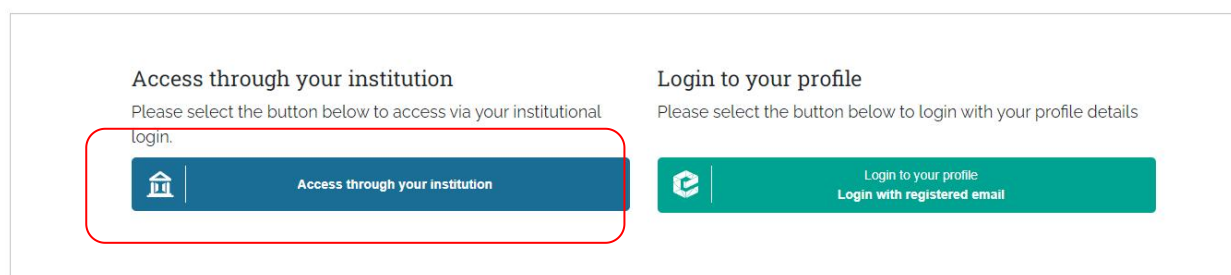 Access through your institution
Please select the button below to access via your institutional
login.
Access through your institution
Login to your profile
Please select the button below to login with your profile details
Login to your profile
Login with registered email